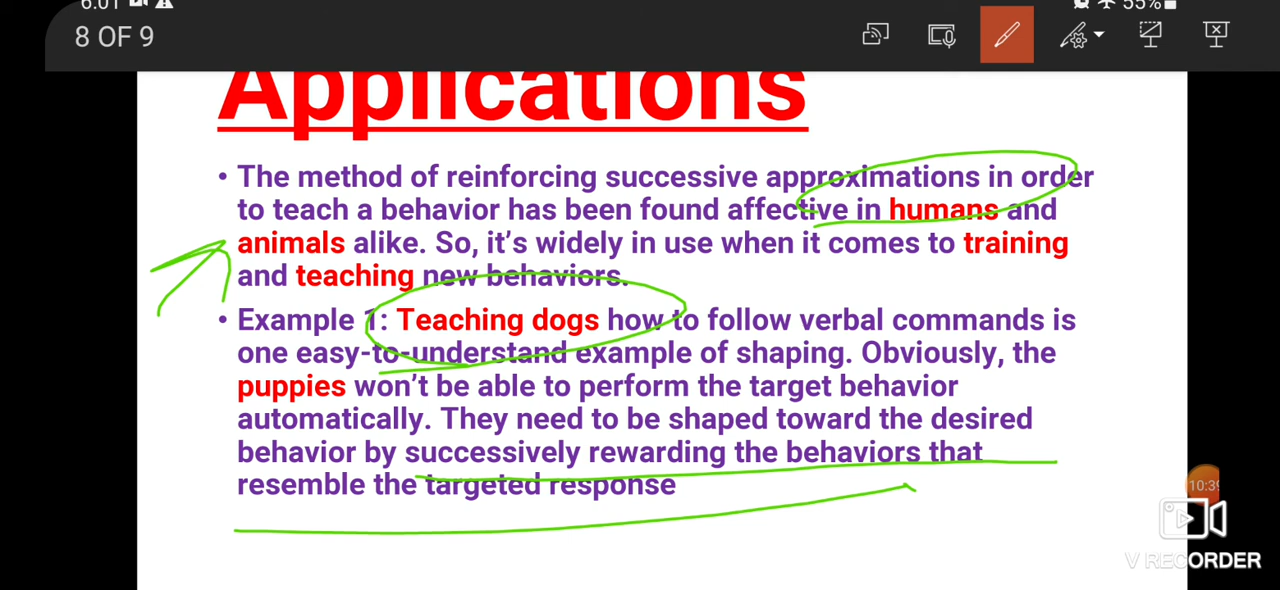 6:01
55%
8 OF 9
Applications
• The method of reinforcing successive approximations in order
to teach a behavior has been found affective in humans and
animals alike. So, it's widely in use when it comes to training
and teaching new behaviors.
• Example 1: Teaching dogs how to follow verbal commands is
one easy-to-understand example of shaping. Obviously, the
puppies won't be able to perform the target behavior
automatically. They need to be shaped toward the desired
behavior by successively rewarding the behaviors that
resemble the targeted response
10:39
V RECORDER